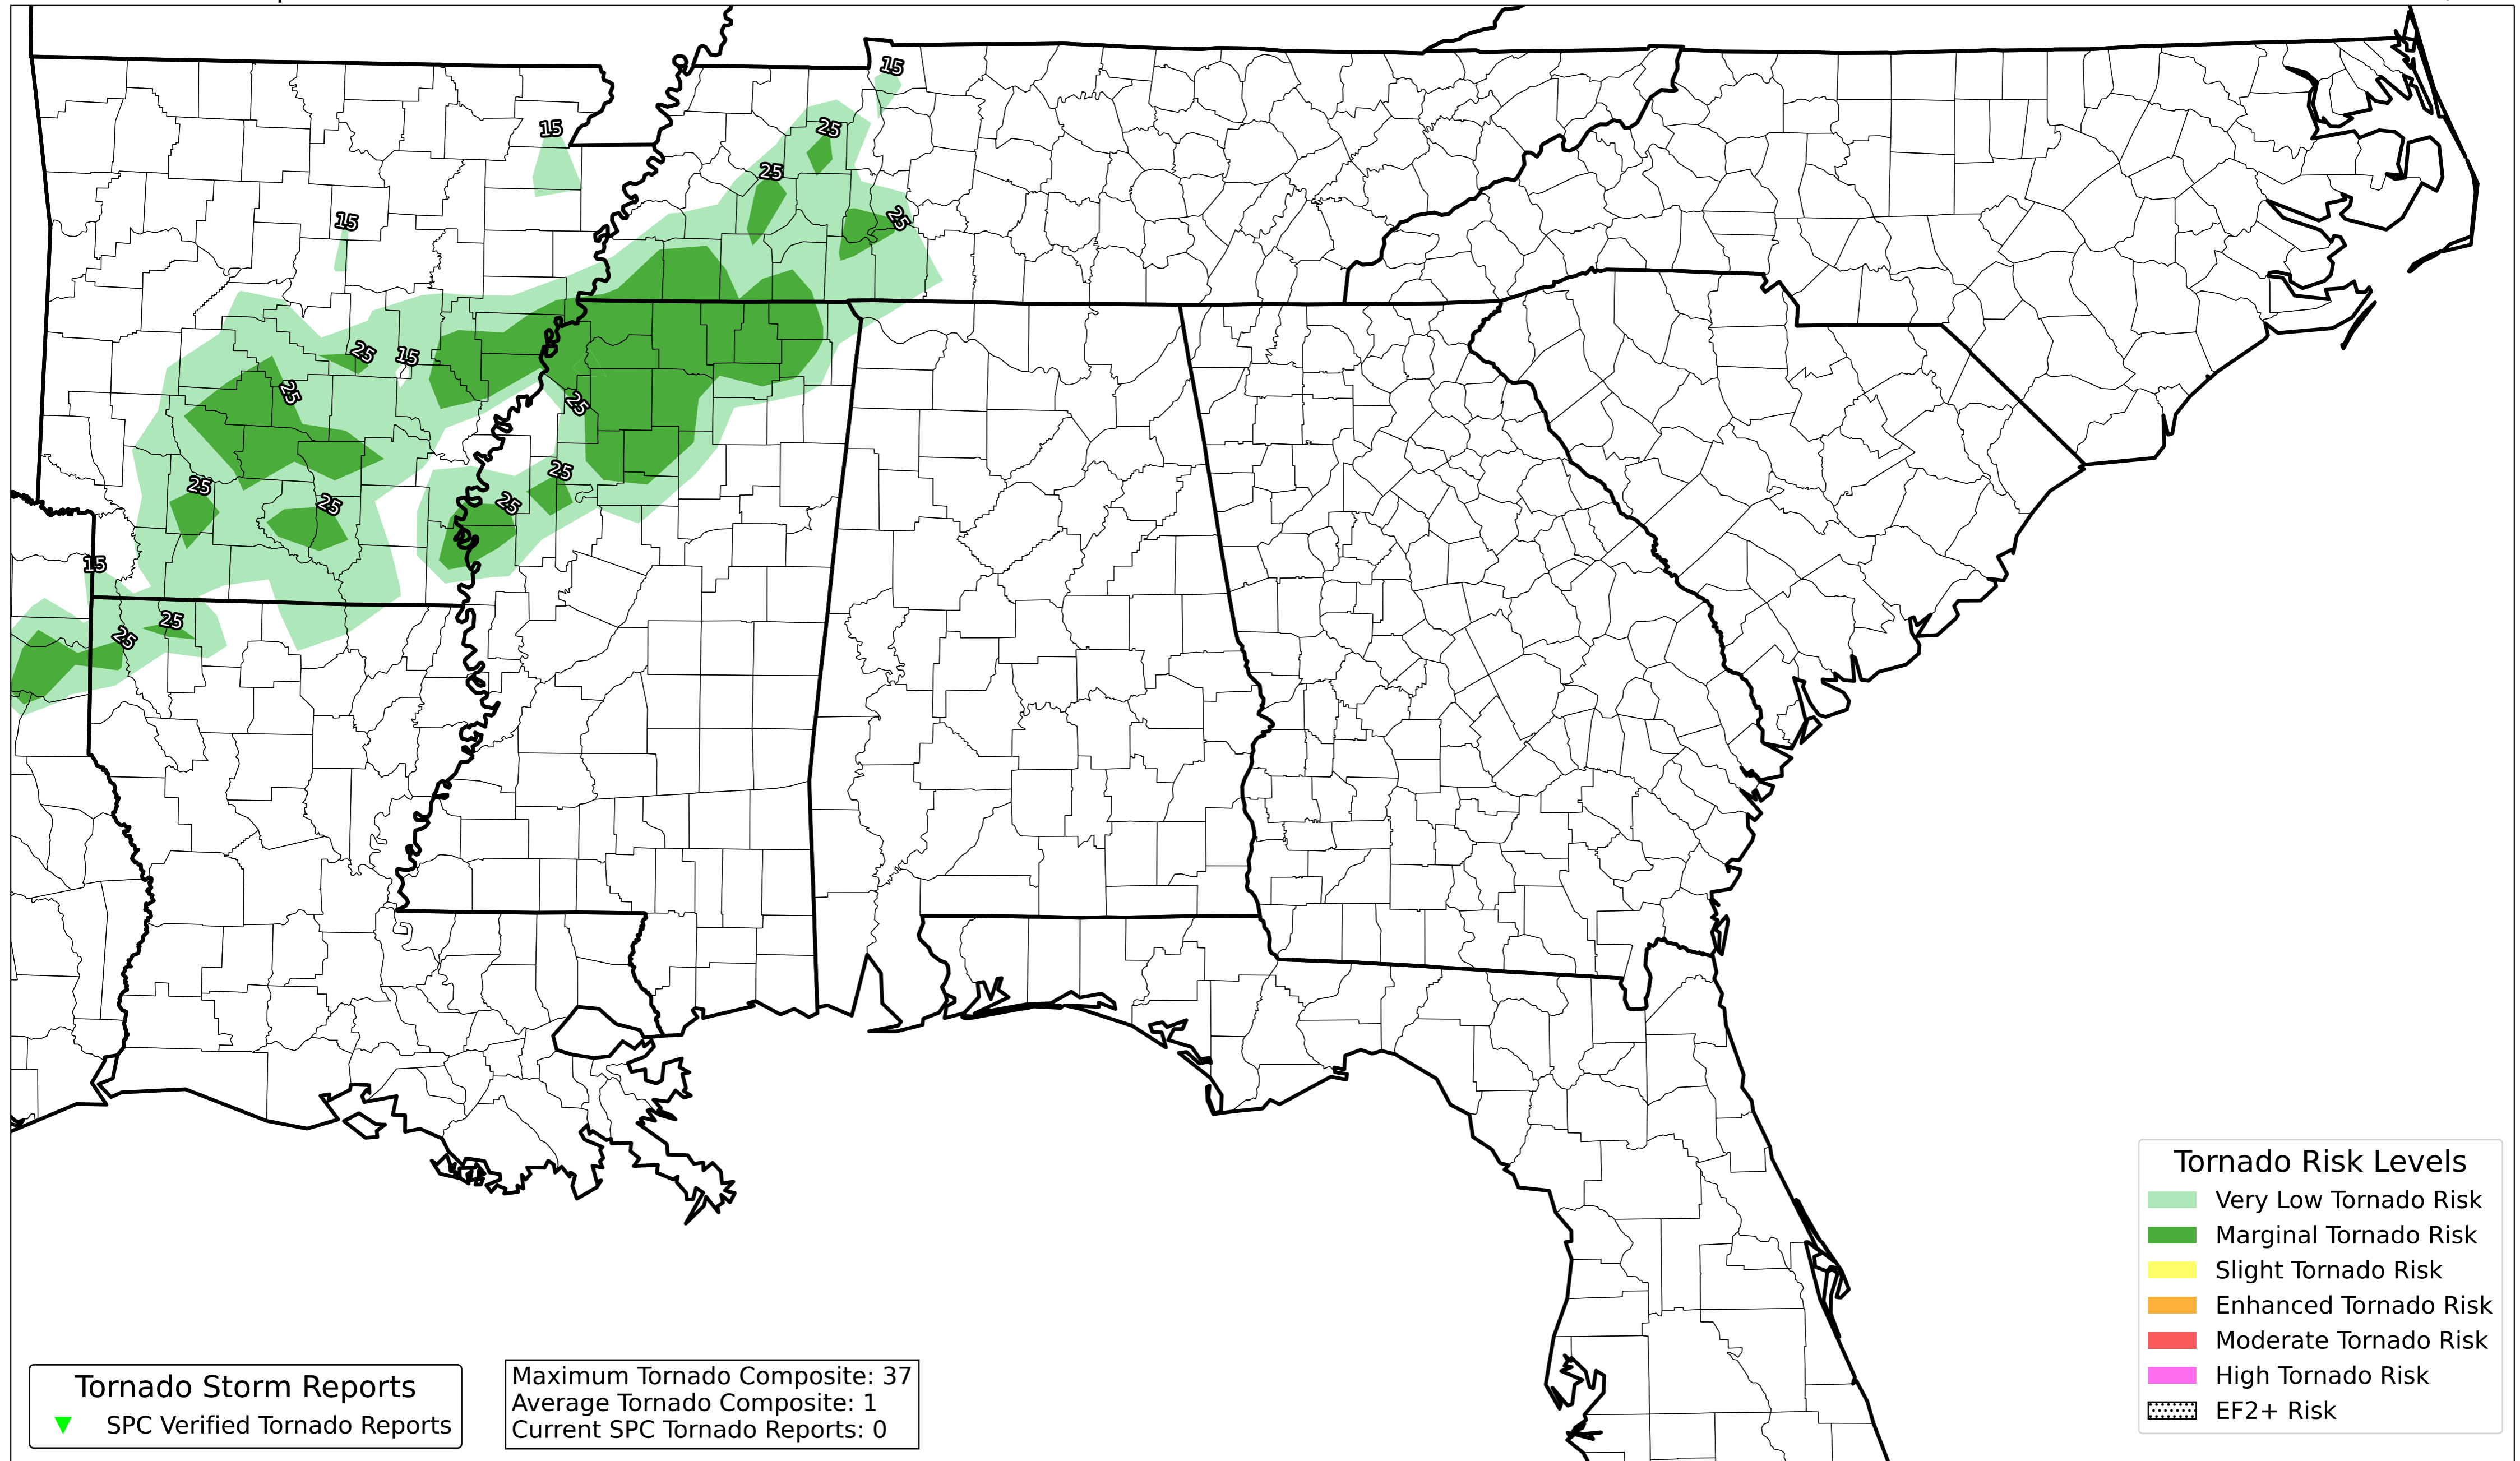 15
25
15
25
15
25
25
15
25
25
25
25
25
25
15
25
25
Tornado Risk Levels
Very Low Tornado Risk
Marginal Tornado Risk
Slight Tornado Risk
Enhanced Tornado Risk
Moderate Tornado Risk
High Tornado Risk
EF2+ Risk
Tornado Storm Reports
SPC Verified Tornado Reports
Maximum Tornado Composite: 37
Average Tornado Composite: 1
Current SPC Tornado Reports: 0